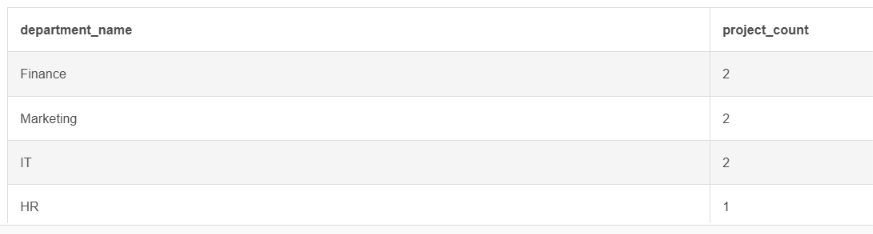 department_name project_count
Finance 2
Marketing 2
IT 2
HR 1